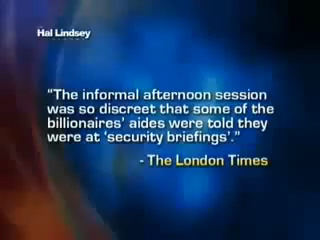 Hal Lindsey
“The informal afternoon session
was so discreet that some of the
billionaires’ aides were told they
were at ‘security briefings’.”
- The London Times